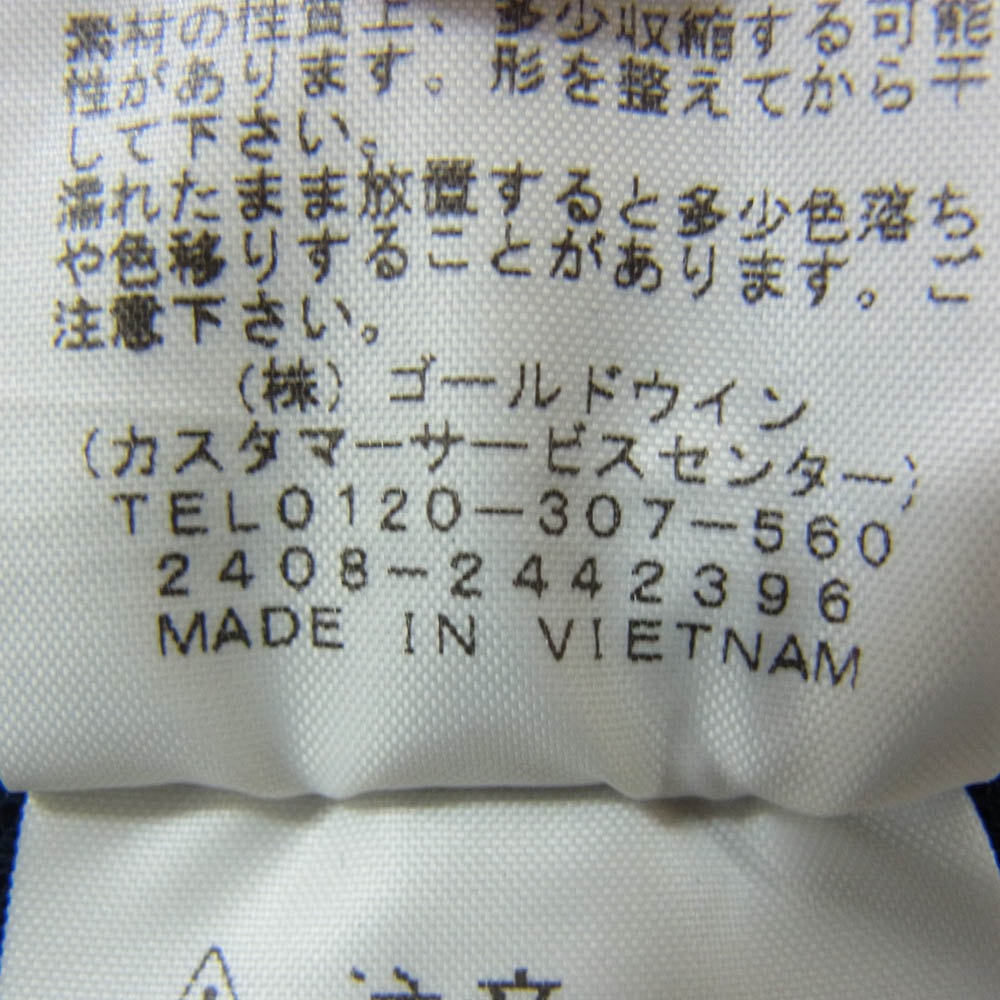 素材の性質上、多少収縮する可能
性があります。形を整えてから干
して下さい。
濡れたまま放置すると多少色落ち
や色移りすることがあります。ご
注意下さい。
(株)ゴールドウイン
(カスタマーサービスセンター)
TEL0120-307-560
2408-2442396
MADE IN VIETNAM
注意